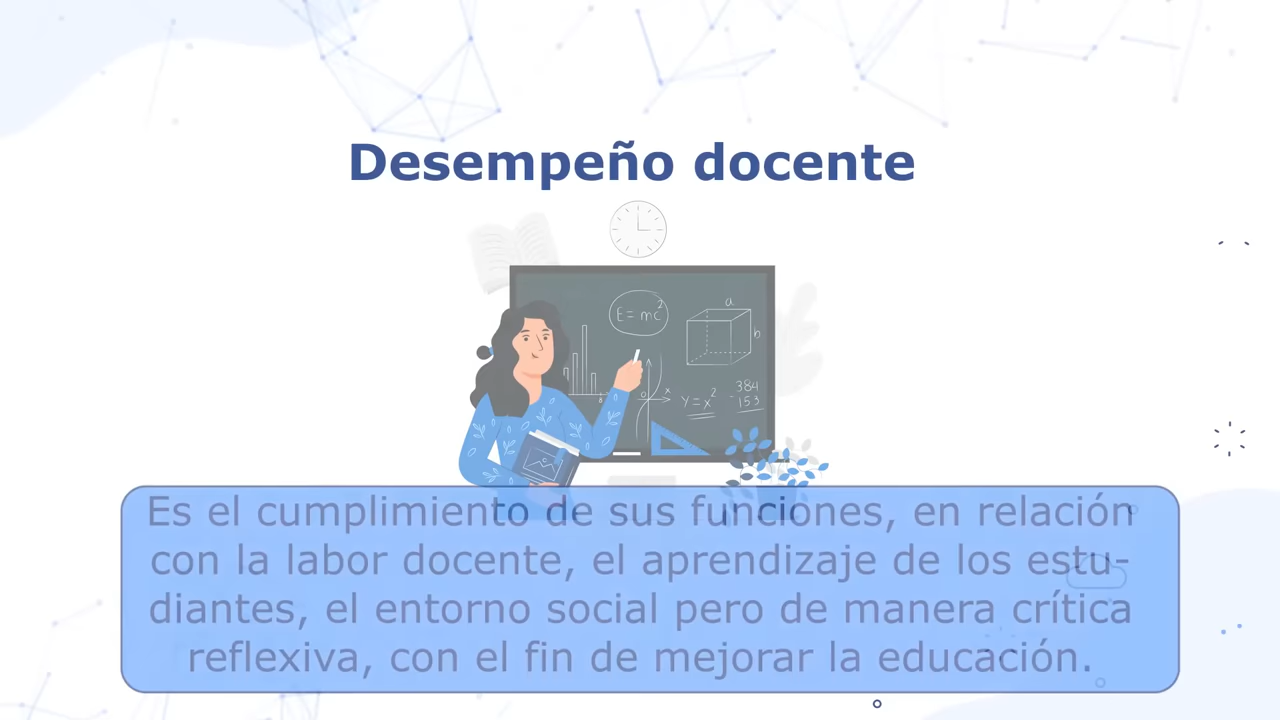 Desempeño docente
E = mc²
a
b
Y = x²
x
0
384
- 153
Es el cumplimiento de sus funciones, en relación
con la labor docente, el aprendizaje de los estu-
diantes, el entorno social pero de manera crítica
reflexiva, con el fin de mejorar la educación.